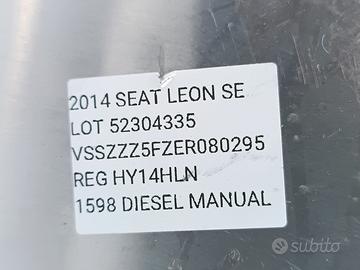 2014 SEAT LEON SE
LOT 52304335
VSSZZZ5FZER080295
REG HY14HLN
1598 DIESEL MANUAL
subito